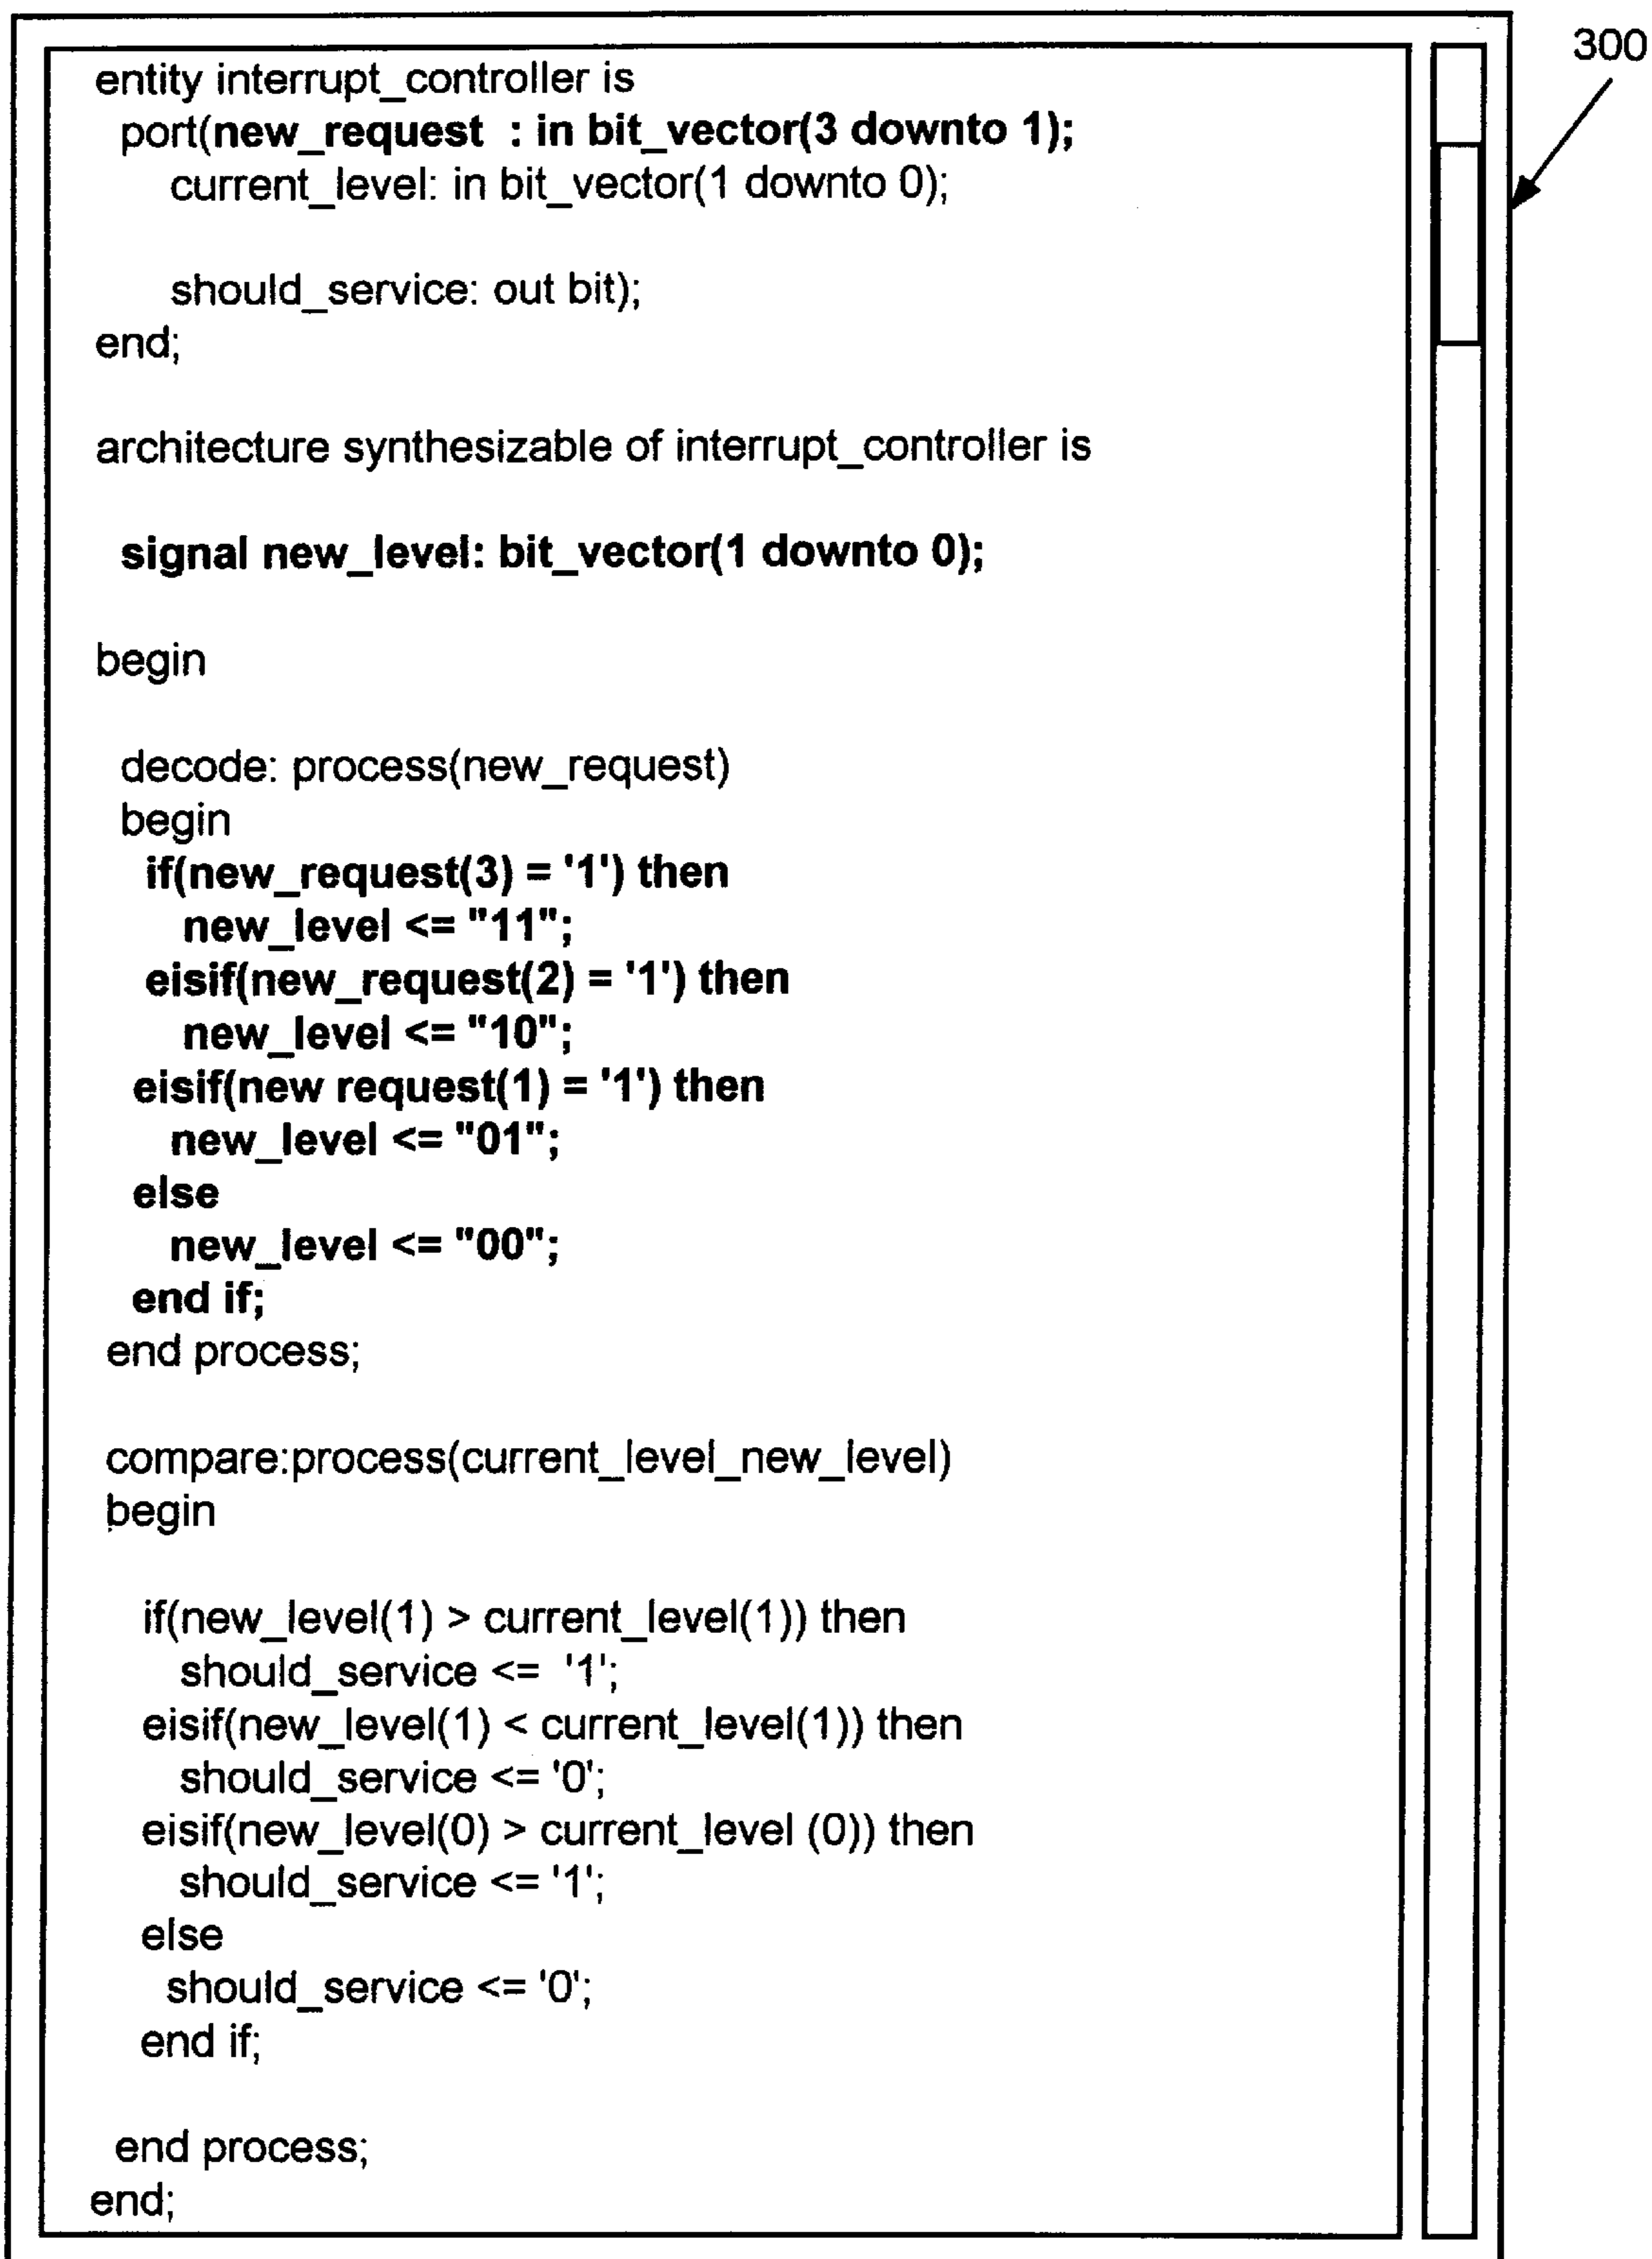 300
entity interrupt_controller is
port(new_request : in bit_vector(3 downto 1);
current_level: in bit_vector(1 downto 0);
should_service: out bit);
end;
architecture synthesizable of interrupt_controller is
signal new_level: bit_vector(1 downto 0);
begin
decode: process(new_request)
begin
if(new_request(3) = '1') then
new_level <= "11";
eisif(new_request(2) = '1') then
new_level <= "10";
eisif(new request(1) = '1') then
new_level <= "01";
else
new_level <= "00";
end if;
end process;
compare:process(current_level_new_level)
begin
if(new_level(1) > current_level(1)) then
should_service <= '1';
eisif(new_level(1) < current_level(1)) then
should_service <= '0';
eisif(new_level(0) > current_level (0)) then
should_service <= '1';
else
should_service <= '0';
end if;
end process;
end;